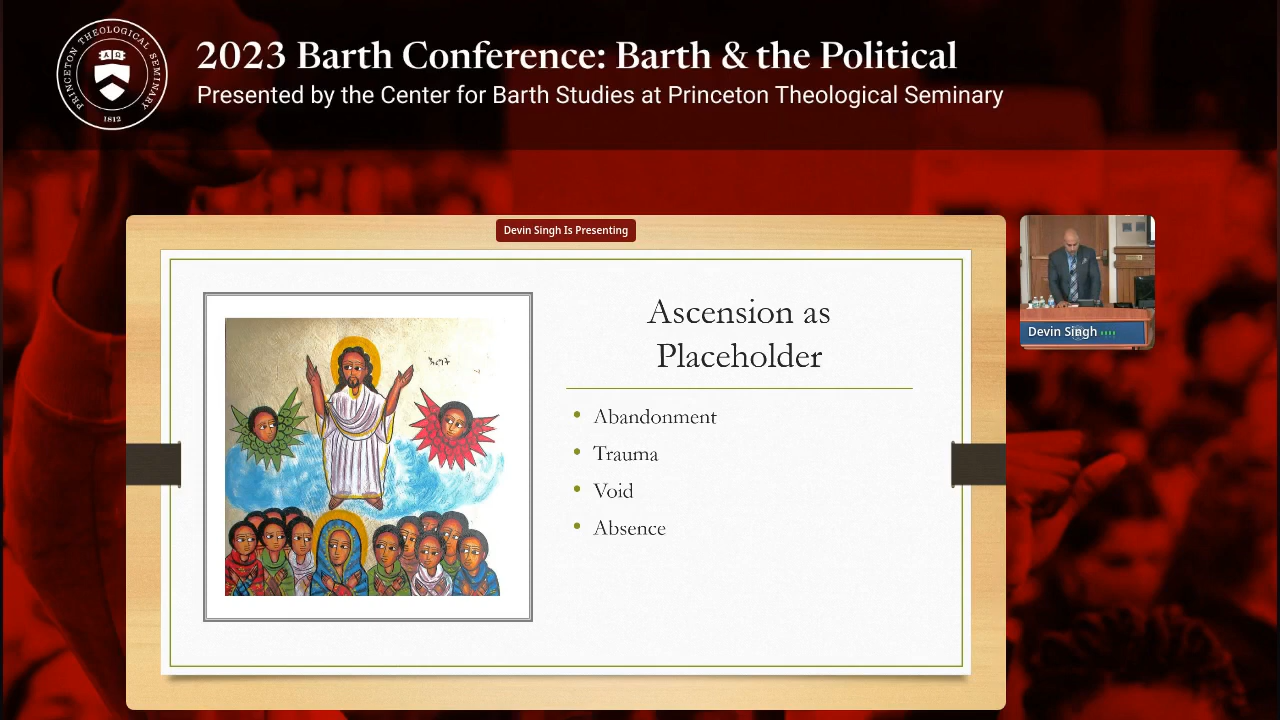 PRINCETON THEOLOGICAL SEMINARY
1812
2023 Barth Conference: Barth & the Political
Presented by the Center for Barth Studies at Princeton Theological Seminary
Devin Singh Is Presenting
Ascension as
Placeholder
Abandonment
Trauma
Void
Absence
Devin Singh